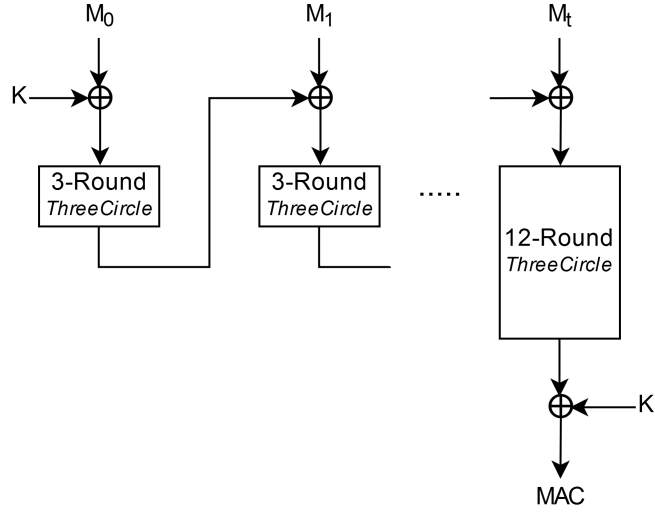 M0
M1
Mt
K
3-Round
ThreeCircle
3-Round
ThreeCircle
.....
12-Round
ThreeCircle
K
MAC